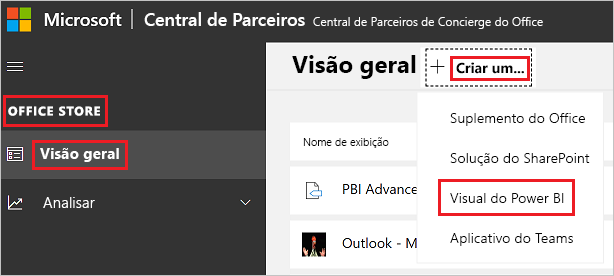 Microsoft Central de Parceiros Central de Parceiros de Concierge do Office
Visão geral + Criar um...
OFFICE STORE
Visão geral
Analisar
Nome de exibição
PBI Advance
Outlook - M
Suplemento do Office
Solução do SharePoint
Visual do Power BI
Aplicativo do Teams